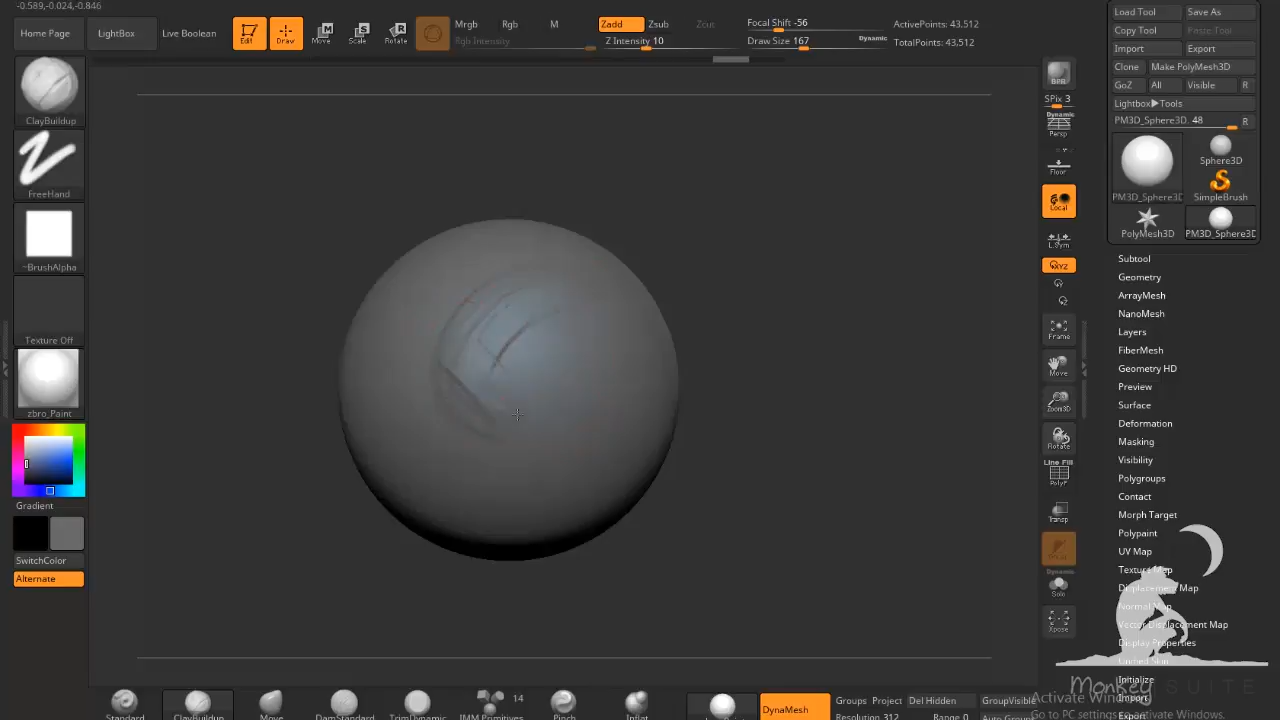 -0.589,-0.024,-0.846
Home Page
LightBox
Live Boolean
Edit
Draw
Move
Scale
Rotate
Mrgb
Rgb
M
Rgb Intensity
Zadd
Zsub
Zcut
Z Intensity 10
Focal Shift -56
Draw Size 167
Dynamic
ActivePoints: 43,512
TotalPoints: 43,512
ClayBuildup
FreeHand
~BrushAlpha
Texture Off
zbro_Paint
Gradient
SwitchColor
Alternate
BPR
SPix 3
Dynamic
Persp
Floor
Local
L.Sym
XYZ
Frame
Move
Zoom3D
Rotate
Line Fill
PolyF
Transp
Dynamic
Solo
Xpose
Load Tool
Save As
Copy Tool
Paste Tool
Import
Export
Clone
Make PolyMesh3D
GoZ
All
Visible
R
Lightbox▶Tools
PM3D_Sphere3D. 48
R
PM3D_Sphere3D
Sphere3D
SimpleBrush
PolyMesh3D
PM3D_Sphere3D
Subtool
Geometry
ArrayMesh
NanoMesh
Layers
FiberMesh
Geometry HD
Preview
Surface
Deformation
Masking
Visibility
Polygroups
Contact
Morph Target
Polypaint
UV Map
Texture Map
Displacement Map
Normal Map
Vector Displacement Map
Display Properties
Unified Skin
Initialize
Import
Export
Monkey SUITE
Activate Windows
Go to PC settings to activate Windows.
Standard
ClayBuildup
Move
DamStandard
TrimDynamic
IMM Primitives
14
Pinch
Inflat
DynaMesh
Groups
Project
Del Hidden
GroupVisible
Resolution 312
Range 0
Auto Groups